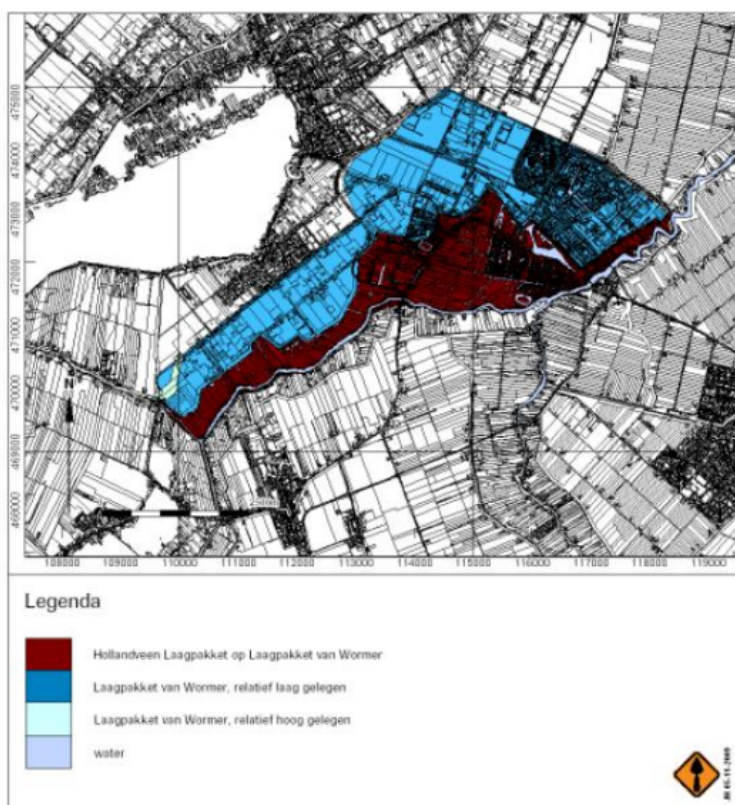 475000
474000
473000
472000
471000
470000
469000
468000
N
108000 109000 110000 111000 112000 113000 114000 115000 116000 117000 118000 119000
Legenda
Hollandveen Laagpakket op Laagpakket van Wormer
Laagpakket van Wormer, relatief laag gelegen
Laagpakket van Wormer, relatief hoog gelegen
water